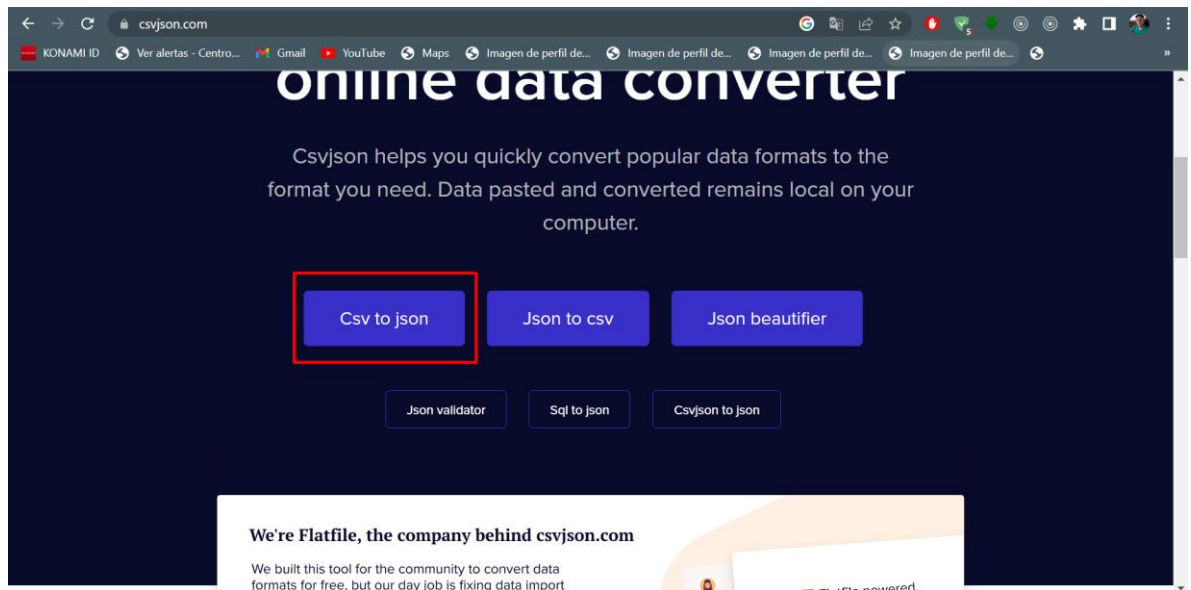 csvjson.com
KONAMI ID Ver alertas - Centro... Gmail YouTube Maps Imagen de perfil de... Imagen de perfil de... Imagen de perfil de... Imagen de perfil de...
online data converter
Csvjson helps you quickly convert popular data formats to the
format you need. Data pasted and converted remains local on your
computer.
Csv to json Json to csv Json beautifier
Json validator Sql to json Csvjson to json
We're Flatfile, the company behind csvjson.com
We built this tool for the community to convert data
formats for free, but our day job is fixing data import
Flatfile powered.